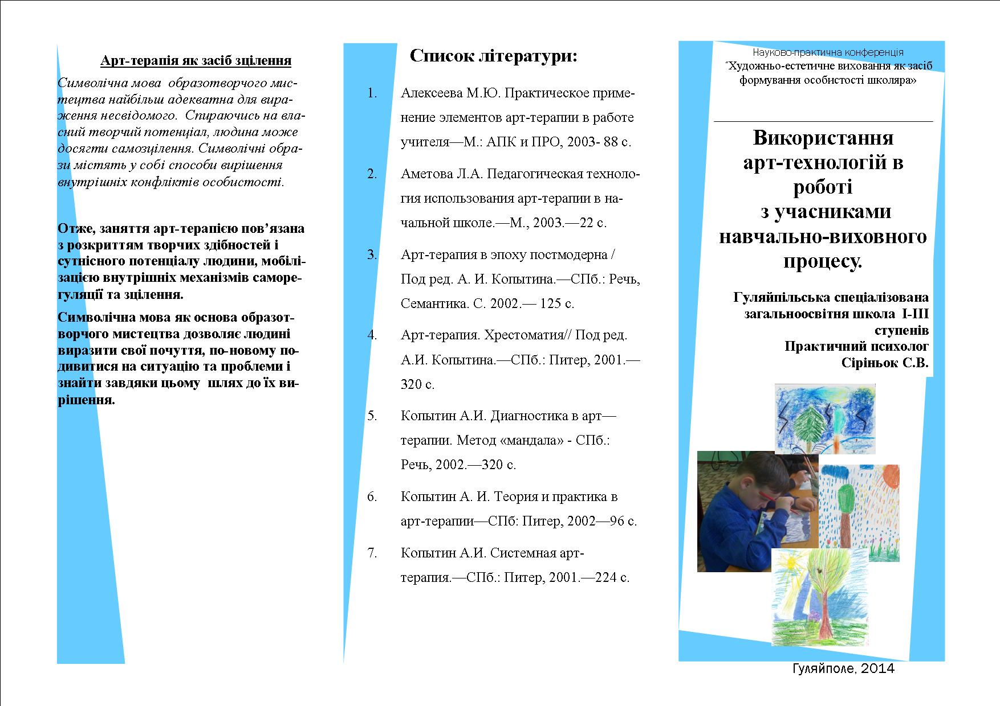 Арт-терапія як засіб зцілення
Символічна мова  образотворчого мис-
тецтва найбільш адекватна для вира-
ження несвідомого.  Спираючись на вла-
сний творчий потенціал, людина може
досягти самозцілення. Символічні обра-
зи містять у собі способи вирішення
внутрішніх конфліктів особистості.
Отже, заняття арт-терапією пов’язана
з розкриттям творчих здібностей і
сутнісного потенціалу людини, мобілі-
зацією внутрішніх механізмів саморе-
гуляції та зцілення.
Символічна мова як основа образот-
ворчого мистецтва дозволяє людині
виразити свої почуття, по-новому по-
дивитися на ситуацію та проблеми і
знайти завдяки цьому  шлях до їх ви-
рішення.
Список літератури:
1. Алексеева М.Ю. Практическое приме-
нение элементов арт-терапии в работе
учителя—М.: АПК и ПРО, 2003- 88 с.
2. Аметова Л.А. Педагогическая техноло-
гия использования арт-терапии в на-
чальной школе.—М., 2003.—22 с.
3. Арт-терапия в эпоху постмодерна /
Под ред. А. И. Копытина.—СПб.: Речь,
Семантика. С. 2002.— 125 с.
4. Арт-терапия. Хрестоматия// Под ред.
А.И. Копытина.—СПб.: Питер, 2001.—
320 с.
5. Копытин А.И. Диагностика в арт—
терапии. Метод «мандала» - СПб.:
Речь, 2002.—320 с.
6. Копытин А. И. Теория и практика в
арт-терапии—СПб: Питер, 2002—96 с.
7. Копытин А.И. Системная арт-
терапия.—СПб.: Питер, 2001.—224 с.
Науково-практична конференція
“Художньо-естетичне виховання як засіб
формування особистості школяра»
Використання
арт-технологій в
роботі
з учасниками
навчально-виховного
процесу.
Гуляйпільська спеціалізована
загальноосвітня школа  І-ІІІ
ступенів
Практичний психолог
Сіріньок С.В.
Гуляйполе, 2014